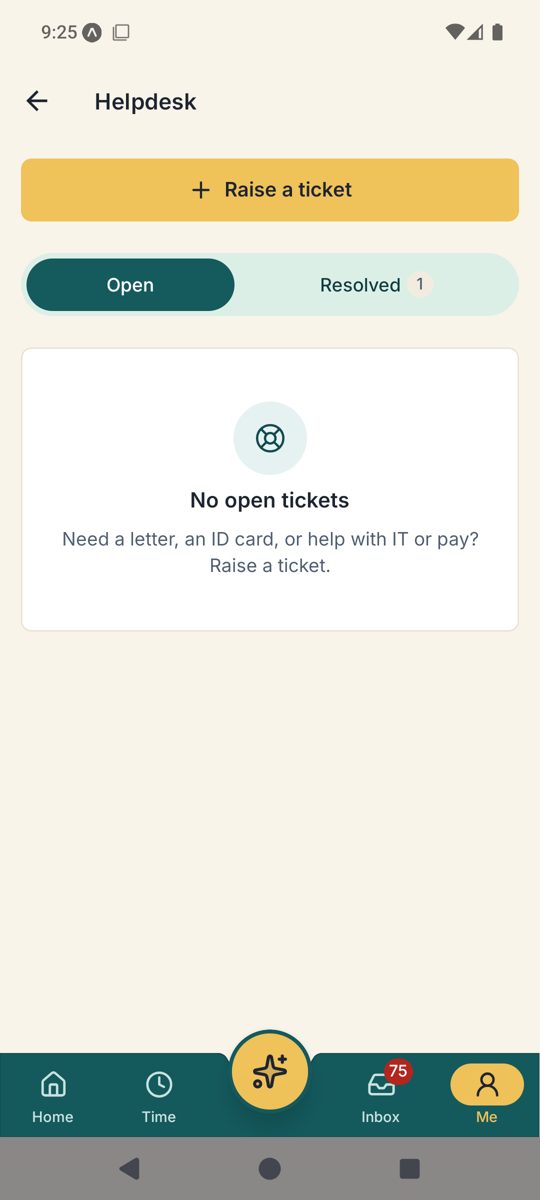 9:25
Helpdesk
Raise a ticket
Open
Resolved 1
No open tickets
Need a letter, an ID card, or help with IT or pay?
Raise a ticket.
75
Home
Time
Inbox
Me